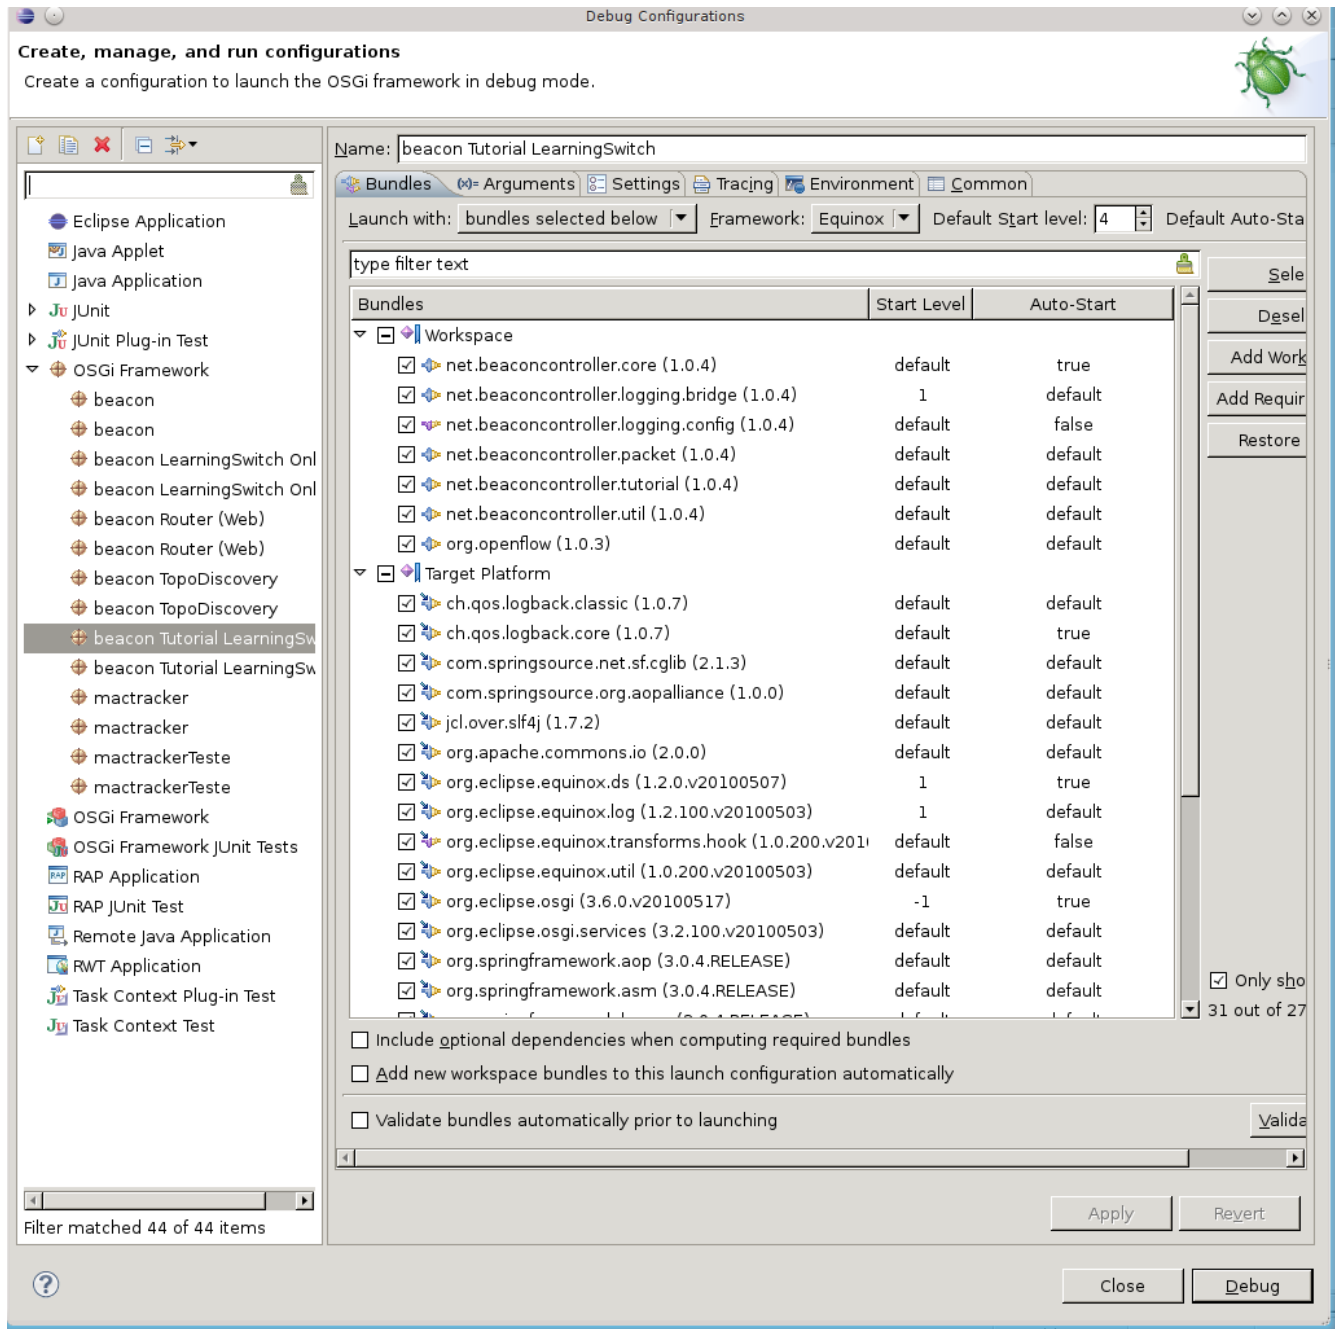 Debug Configurations
Create, manage, and run configurations
Create a configuration to launch the OSGi framework in debug mode.
Name: beacon Tutorial LearningSwitch
Bundles (x)= Arguments Settings Tracing Environment Common
Launch with: bundles selected below Framework: Equinox Default Start level: 4 Default Auto-Sta
type filter text
Eclipse Application
Java Applet
Java Application
JUnit
JUnit Plug-in Test
OSGi Framework
beacon
beacon
beacon LearningSwitch Onl
beacon LearningSwitch Onl
beacon Router (Web)
beacon Router (Web)
beacon TopoDiscovery
beacon TopoDiscovery
beacon Tutorial LearningSw
beacon Tutorial LearningSw
mactracker
mactracker
mactrackerTeste
mactrackerTeste
OSGi Framework
OSGi Framework JUnit Tests
RAP Application
RAP JUnit Test
Remote Java Application
RWT Application
Task Context Plug-in Test
Task Context Test
Filter matched 44 of 44 items
Bundles Start Level Auto-Start
Workspace
net.beaconcontroller.core (1.0.4) default true
net.beaconcontroller.logging.bridge (1.0.4) 1 default
net.beaconcontroller.logging.config (1.0.4) default false
net.beaconcontroller.packet (1.0.4) default default
net.beaconcontroller.tutorial (1.0.4) default default
net.beaconcontroller.util (1.0.4) default default
org.openflow (1.0.3) default default
Target Platform
ch.qos.logback.classic (1.0.7) default default
ch.qos.logback.core (1.0.7) default true
com.springsource.net.sf.cglib (2.1.3) default default
com.springsource.org.aopalliance (1.0.0) default default
jcl.over.slf4j (1.7.2) default default
org.apache.commons.io (2.0.0) default default
org.eclipse.equinox.ds (1.2.0.v20100507) 1 true
org.eclipse.equinox.log (1.2.100.v20100503) 1 default
org.eclipse.equinox.transforms.hook (1.0.200.v201 default false
org.eclipse.equinox.util (1.0.200.v20100503) default default
org.eclipse.osgi (3.6.0.v20100517) -1 true
org.eclipse.osgi.services (3.2.100.v20100503) default default
org.springframework.aop (3.0.4.RELEASE) default default
org.springframework.asm (3.0.4.RELEASE) default default
Sele
Desel
Add Work
Add Requir
Restore
Only sho
31 out of 27
Include optional dependencies when computing required bundles
Add new workspace bundles to this launch configuration automatically
Validate bundles automatically prior to launching
Valida
Apply Revert
Close Debug